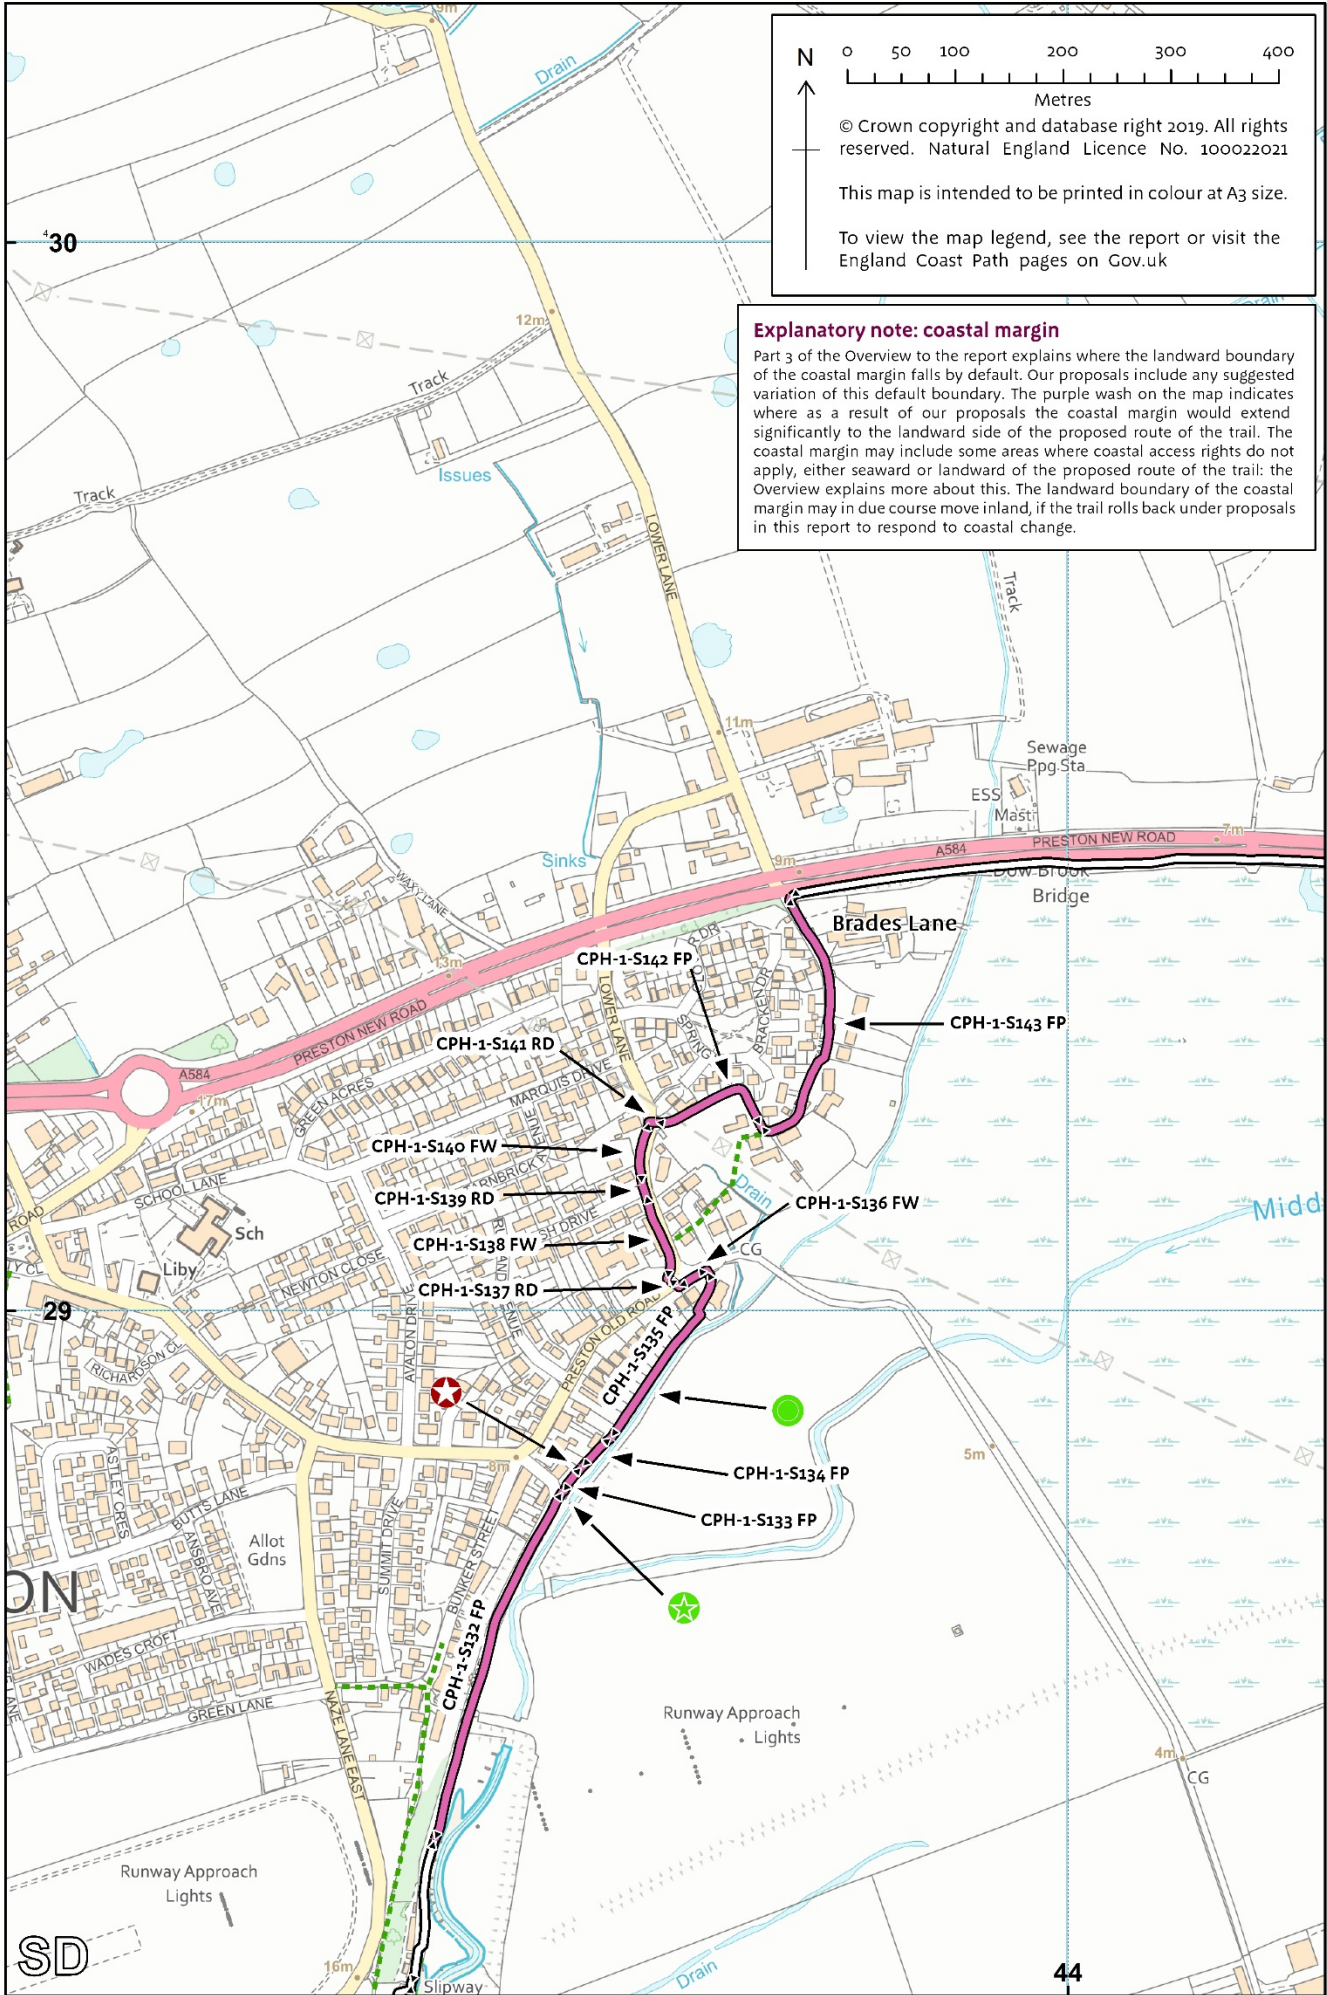 9m
Drain
N
0 50 100 200 300 400
Metres
© Crown copyright and database right 2019. All rights
reserved. Natural England Licence No. 100022021
This map is intended to be printed in colour at A3 size.
To view the map legend, see the report or visit the
England Coast Path pages on Gov.uk
⁴30
Drain
Explanatory note: coastal margin
Part 3 of the Overview to the report explains where the landward boundary
of the coastal margin falls by default. Our proposals include any suggested
variation of this default boundary. The purple wash on the map indicates
where as a result of our proposals the coastal margin would extend
significantly to the landward side of the proposed route of the trail. The
coastal margin may include some areas where coastal access rights do not
apply, either seaward or landward of the proposed route of the trail: the
Overview explains more about this. The landward boundary of the coastal
margin may in due course move inland, if the trail rolls back under proposals
in this report to respond to coastal change.
12m
Track
Issues
Track
LOWER LANE
Track
11m
Sewage
Ppg Sta
ESS
Mast
7m
PRESTON NEW ROAD
A584
9m
Sinks
Dow Brook
Bridge
WAXY LANE
Brades Lane
13m
CPH-1-S142 FP
LOWER LANE
BRACKEN DR
SPRING
CPH-1-S143 FP
PRESTON NEW ROAD
CPH-1-S141 RD
A584
17m
GREEN ACRES
MARQUIS DRIVE
CPH-1-S140 FW
SCHOOL LANE
CPH-1-S139 RD
Drain
CPH-1-S136 FW
Midd
ROAD
Sch
CPH-1-S138 FW
CG
Liby
NEWTON CLOSE
CPH-1-S137 RD
29
AVALON DRIVE
PRESTON OLD ROAD
CPH-1-S135 FP
RICHARDSON CL
8m
5m
ASTLEY CRES
CPH-1-S134 FP
BUTTS LANE
CPH-1-S133 FP
ANSBRO AVE
Allot
Gdns
SUMMIT DRIVE
BUNKER STREET
ON
CPH-1-S132 FP
WADES CROFT
GREEN LANE
NAZE LANE EAST
Runway Approach
Lights
4m
CG
Runway Approach
Lights
SD
16m
Slipway
Drain
44